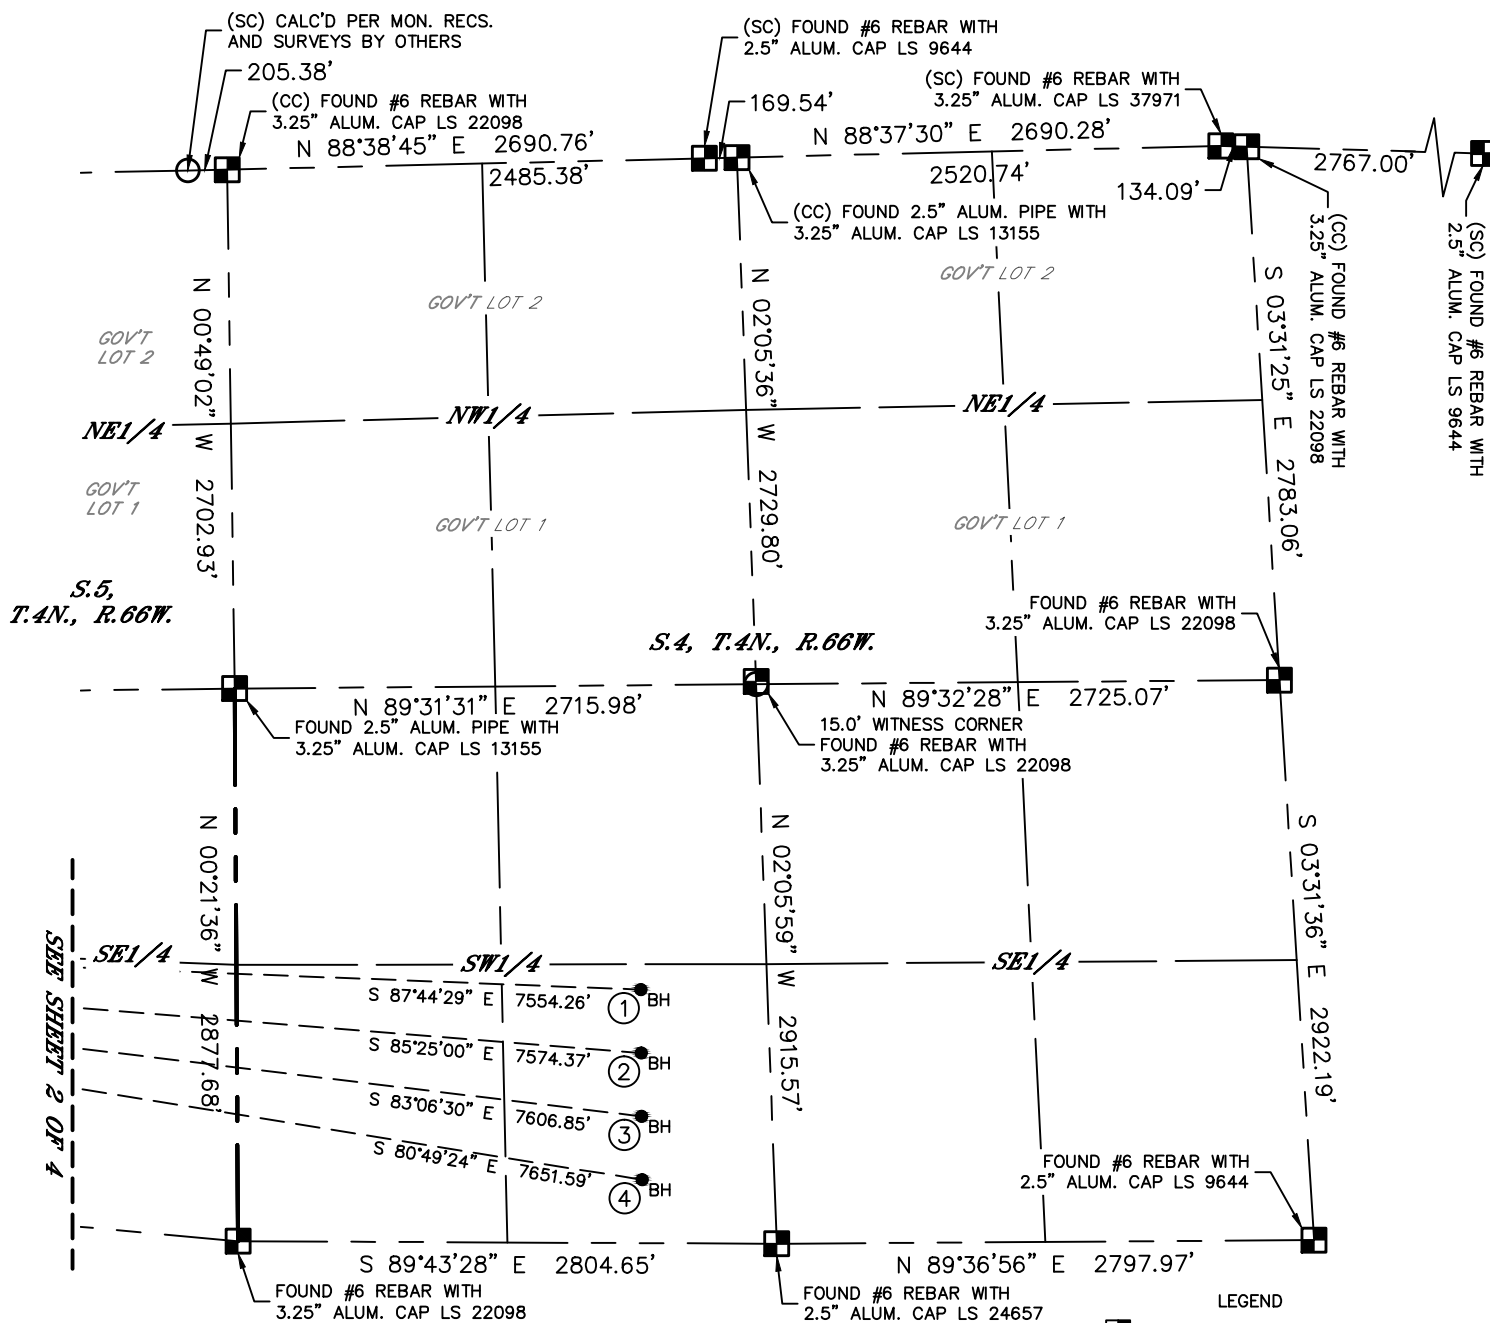 (SC) CALC'D PER MON. RECS.
AND SURVEYS BY OTHERS
205.38'
(CC) FOUND #6 REBAR WITH
3.25" ALUM. CAP LS 22098
N 88°38'45" E 2690.76'
2485.38'
(SC) FOUND #6 REBAR WITH
2.5" ALUM. CAP LS 9644
169.54'
(SC) FOUND #6 REBAR WITH
3.25" ALUM. CAP LS 37971
N 88°37'30" E 2690.28'
2520.74'
134.09'
2767.00'
(CC) FOUND 2.5" ALUM. PIPE WITH
3.25" ALUM. CAP LS 13155
(CC) FOUND #6 REBAR WITH
3.25" ALUM. CAP LS 22098
(SC) FOUND #6 REBAR WITH
2.5" ALUM. CAP LS 9644
N 00°49'02" W 2702.93'
N 02°05'36" W 2729.80'
S 03°31'25" E 2783.06'
GOV'T
LOT 2
GOV'T LOT 2
GOV'T LOT 2
NE1/4
NW1/4
NE1/4
GOV'T
LOT 1
GOV'T LOT 1
GOV'T LOT 1
S.5,
T.4N., R.66W.
S.4, T.4N., R.66W.
FOUND #6 REBAR WITH
3.25" ALUM. CAP LS 22098
N 89°31'31" E 2715.98'
N 89°32'28" E 2725.07'
FOUND 2.5" ALUM. PIPE WITH
3.25" ALUM. CAP LS 13155
15.0' WITNESS CORNER
FOUND #6 REBAR WITH
3.25" ALUM. CAP LS 22098
N 00°21'36" W 2877.68'
N 02°05'59" W 2915.57'
S 03°31'36" E 2922.19'
SEE SHEET 2 OF 4
SE1/4
SW1/4
SE1/4
S 87°44'29" E 7554.26'
1 BH
S 85°25'00" E 7574.37'
2 BH
S 83°06'30" E 7606.85'
3 BH
S 80°49'24" E 7651.59'
4 BH
FOUND #6 REBAR WITH
2.5" ALUM. CAP LS 9644
S 89°43'28" E 2804.65'
N 89°36'56" E 2797.97'
FOUND #6 REBAR WITH
3.25" ALUM. CAP LS 22098
FOUND #6 REBAR WITH
2.5" ALUM. CAP LS 24657
LEGEND